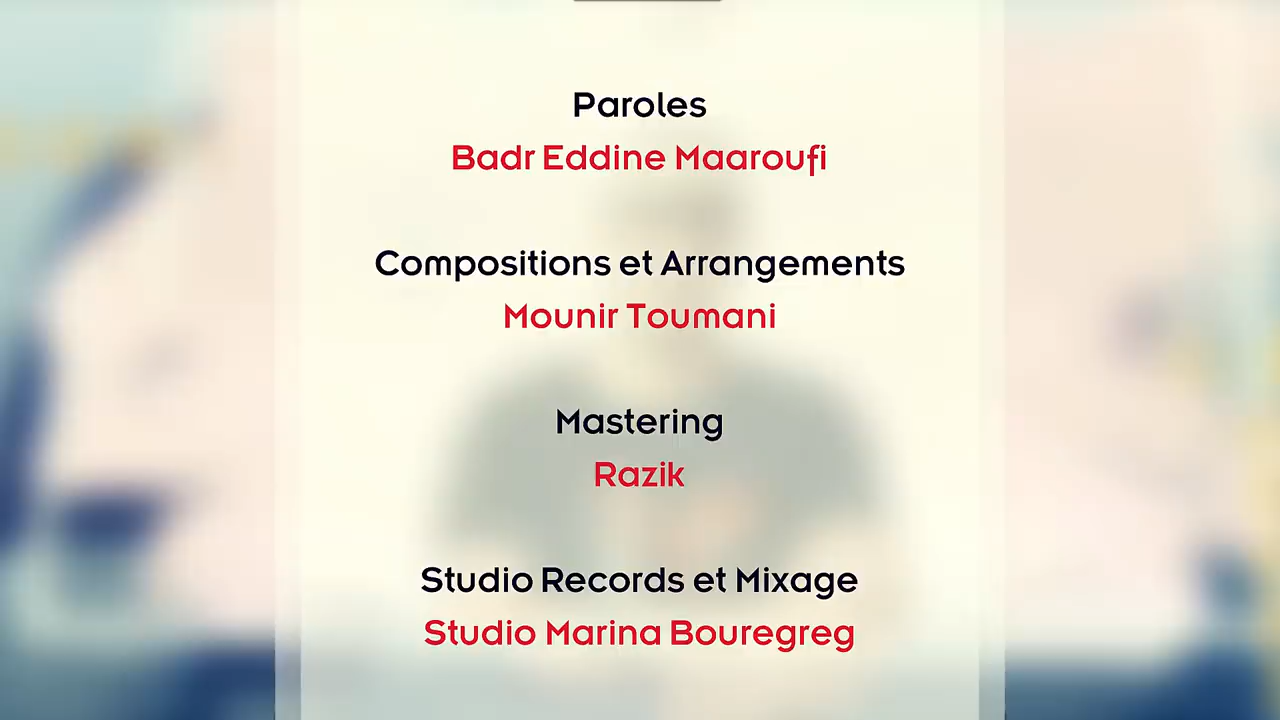 Paroles
Badr Eddine Maaroufi
Compositions et Arrangements
Mounir Toumani
Mastering
Razik
Studio Records et Mixage
Studio Marina Bouregreg